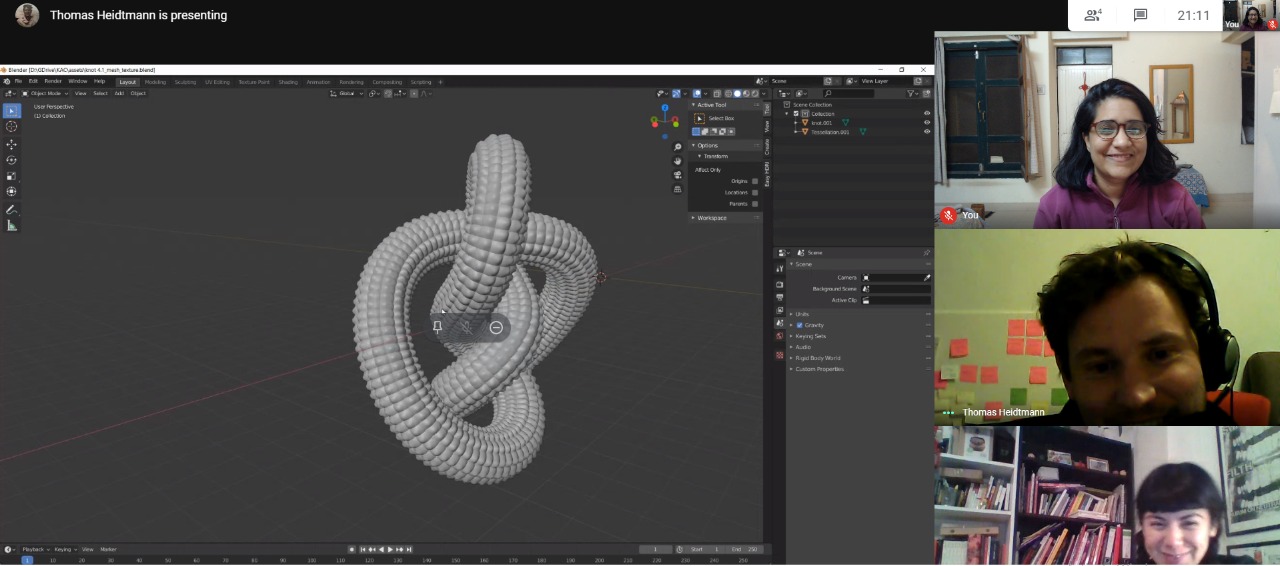 Thomas Heidtmann is presenting
4
21:11
You
Blender [D:\GDrive\KAC\assets\knot 4.1_mesh_texture.blend]
File Edit Render Window Help Layout Modeling Sculpting UV Editing Texture Paint Shading Animation Rendering Compositing Scripting + Scene View Layer
Object Mode View Select Add Object Global
User Perspective
(1) Collection
Active Tool
Select Box
Options
Transform
Affect Only
Origins
Locations
Parents
Workspace
Tool
View
Create
Easy HDRI
Scene Collection
Collection
knot.001
Tessellation.001
Scene
Scene
Camera
Background Scene
Active Clip
Units
Gravity
Keying Sets
Audio
Rigid Body World
Custom Properties
You
Thomas Heidtmann
Playback Keying View Marker 1 Start 1 End 250
1 10 20 30 40 50 60 70 80 90 100 110 120 130 140 150 160 170 180 190 200 210 220 230 240 250